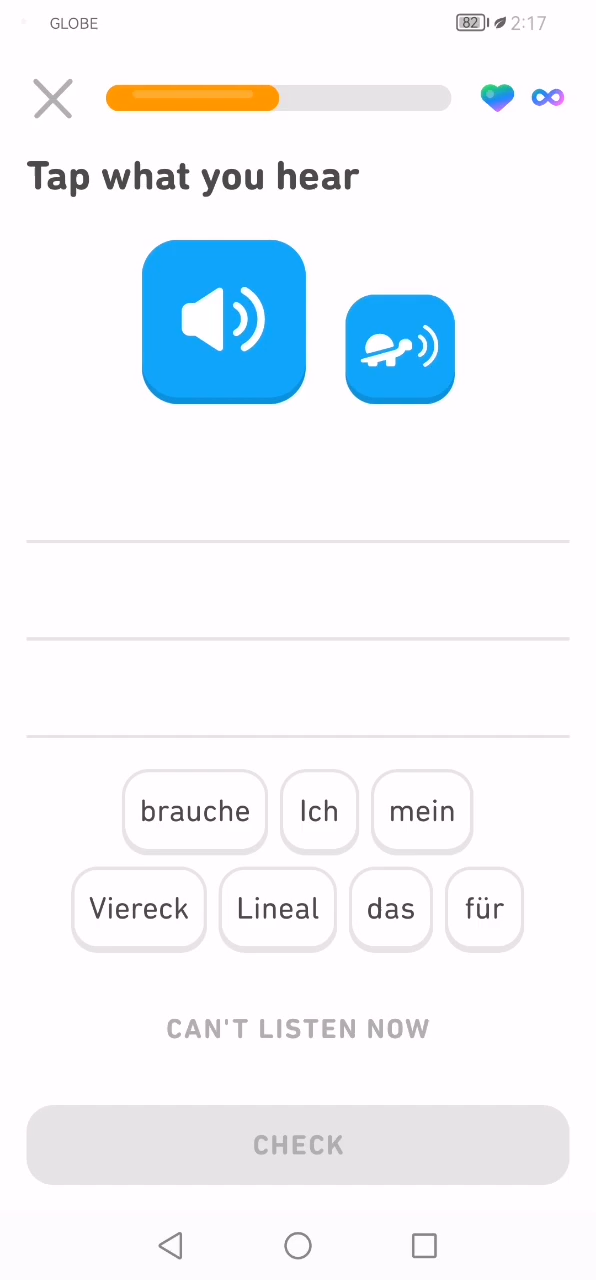 GLOBE
82
2:17
Tap what you hear
brauche Ich mein
Viereck Lineal das für
CAN'T LISTEN NOW
CHECK